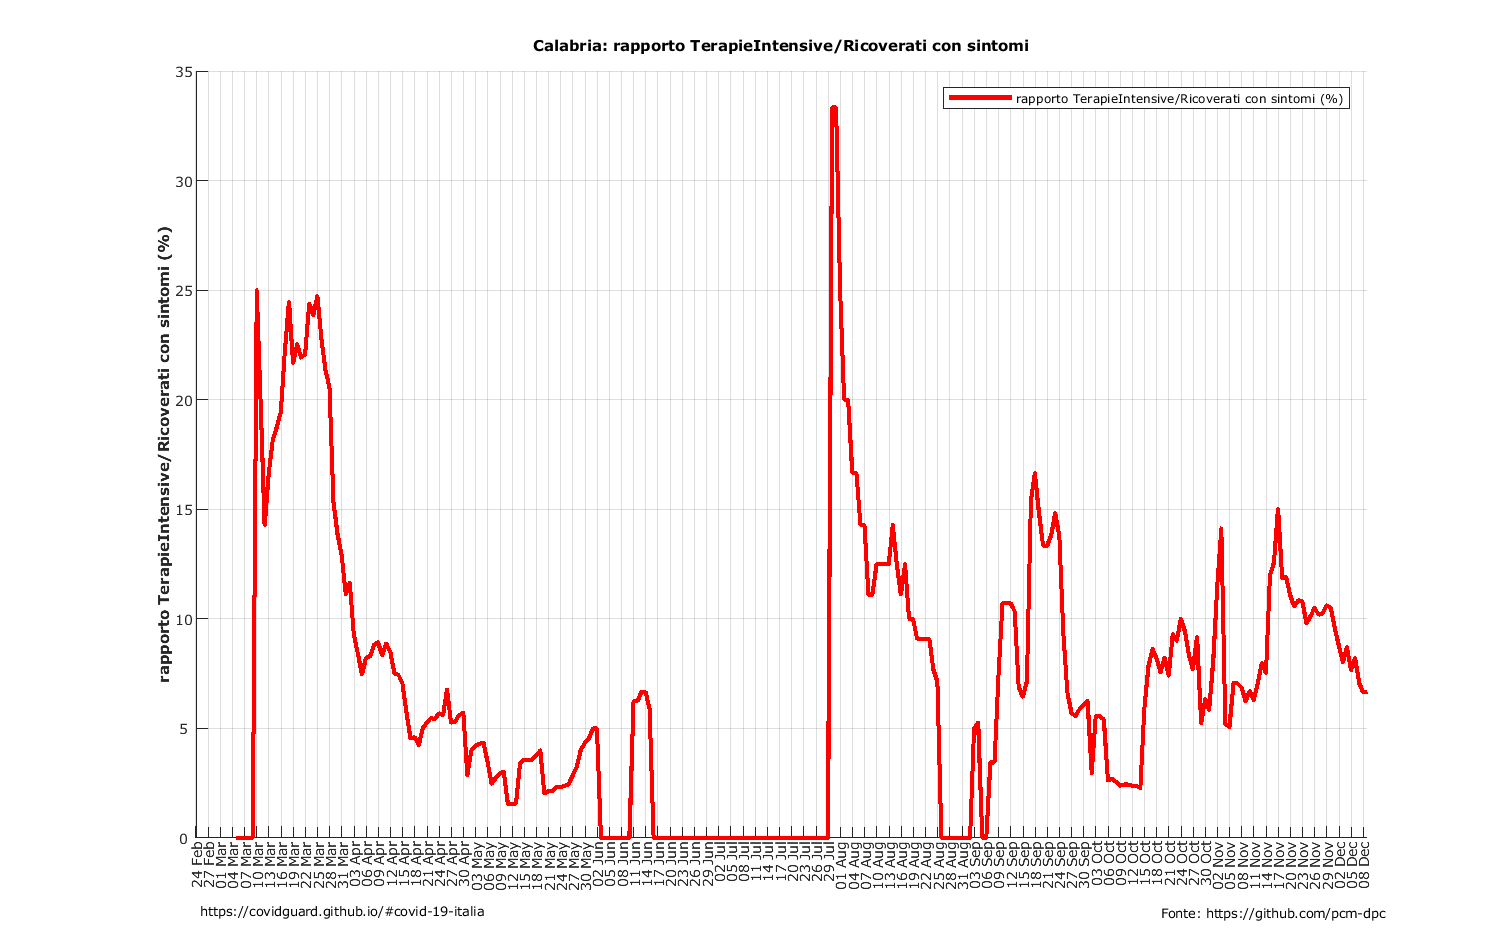 Calabria: rapporto TerapieIntensive/Ricoverati con sintomi
rapporto TerapieIntensive/Ricoverati con sintomi (%)
rapporto TerapieIntensive/Ricoverati con sintomi (%)
35
30
25
20
15
10
5
0
24 Feb
27 Feb
01 Mar
04 Mar
07 Mar
10 Mar
13 Mar
16 Mar
19 Mar
22 Mar
25 Mar
28 Mar
31 Mar
03 Apr
06 Apr
09 Apr
12 Apr
15 Apr
18 Apr
21 Apr
24 Apr
27 Apr
30 Apr
03 May
06 May
09 May
12 May
15 May
18 May
21 May
24 May
27 May
30 May
02 Jun
05 Jun
08 Jun
11 Jun
14 Jun
17 Jun
20 Jun
23 Jun
26 Jun
29 Jun
02 Jul
05 Jul
08 Jul
11 Jul
14 Jul
17 Jul
20 Jul
23 Jul
26 Jul
29 Jul
01 Aug
04 Aug
07 Aug
10 Aug
13 Aug
16 Aug
19 Aug
22 Aug
25 Aug
28 Aug
31 Aug
03 Sep
06 Sep
09 Sep
12 Sep
15 Sep
18 Sep
21 Sep
24 Sep
27 Sep
30 Sep
03 Oct
06 Oct
09 Oct
12 Oct
15 Oct
18 Oct
21 Oct
24 Oct
27 Oct
30 Oct
02 Nov
05 Nov
08 Nov
11 Nov
14 Nov
17 Nov
20 Nov
23 Nov
26 Nov
29 Nov
02 Dec
05 Dec
08 Dec
https://covidguard.github.io/#covid-19-italia
Fonte: https://github.com/pcm-dpc